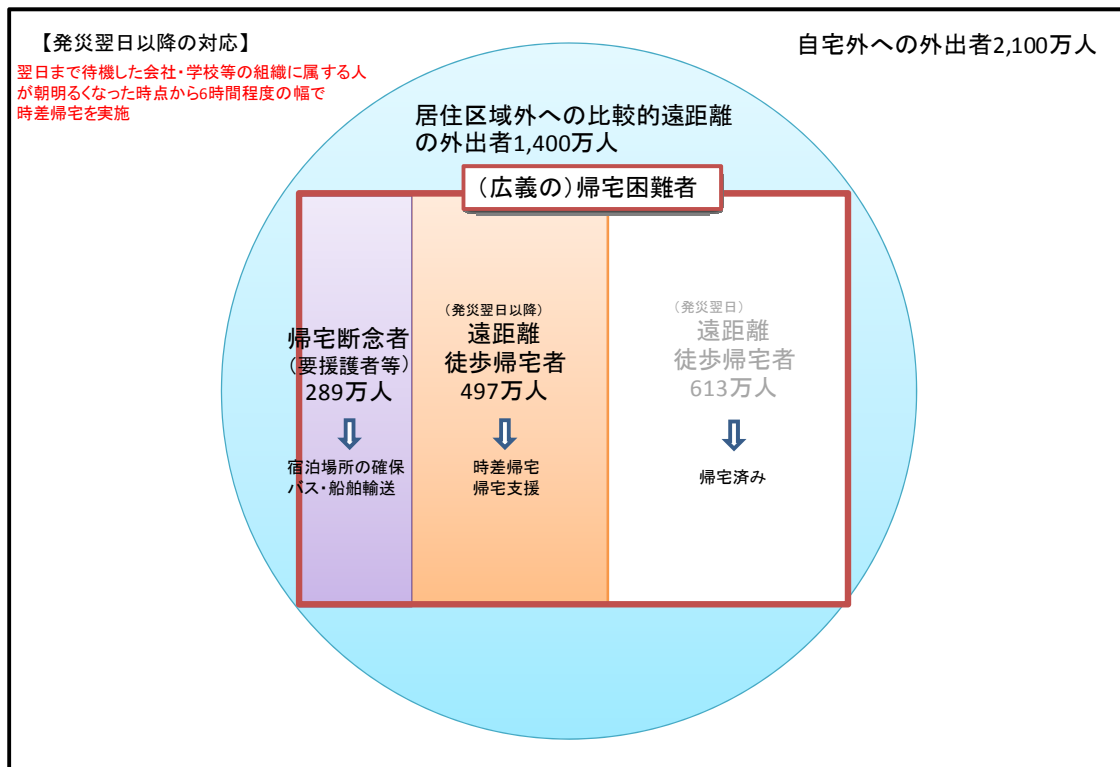 【発災翌日以降の対応】
翌日まで待機した会社・学校等の組織に属する人
が朝明るくなった時点から6時間程度の幅で
時差帰宅を実施
自宅外への外出者2,100万人
居住区域外への比較的遠距離
の外出者1,400万人
（広義の）帰宅困難者
帰宅断念者
（要援護者等）
289万人
宿泊場所の確保
バス・船舶輸送
（発災翌日以降）
遠距離
徒歩帰宅者
497万人
時差帰宅
帰宅支援
（発災翌日）
遠距離
徒歩帰宅者
613万人
帰宅済み